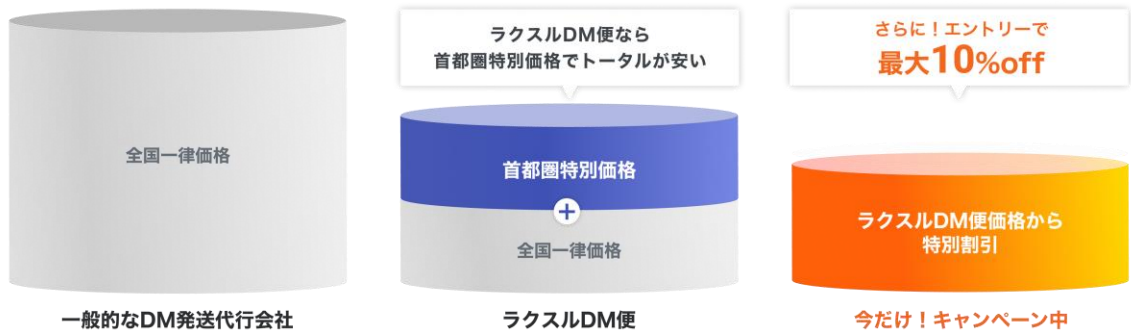 全国一律価格
一般的なDM発送代行会社
ラクスルDM便なら
首都圏特別価格でトータルが安い
首都圏特別価格
+
全国一律価格
ラクスルDM便
さらに！エントリーで
最大10%off
ラクスルDM便価格から
特別割引
今だけ！キャンペーン中